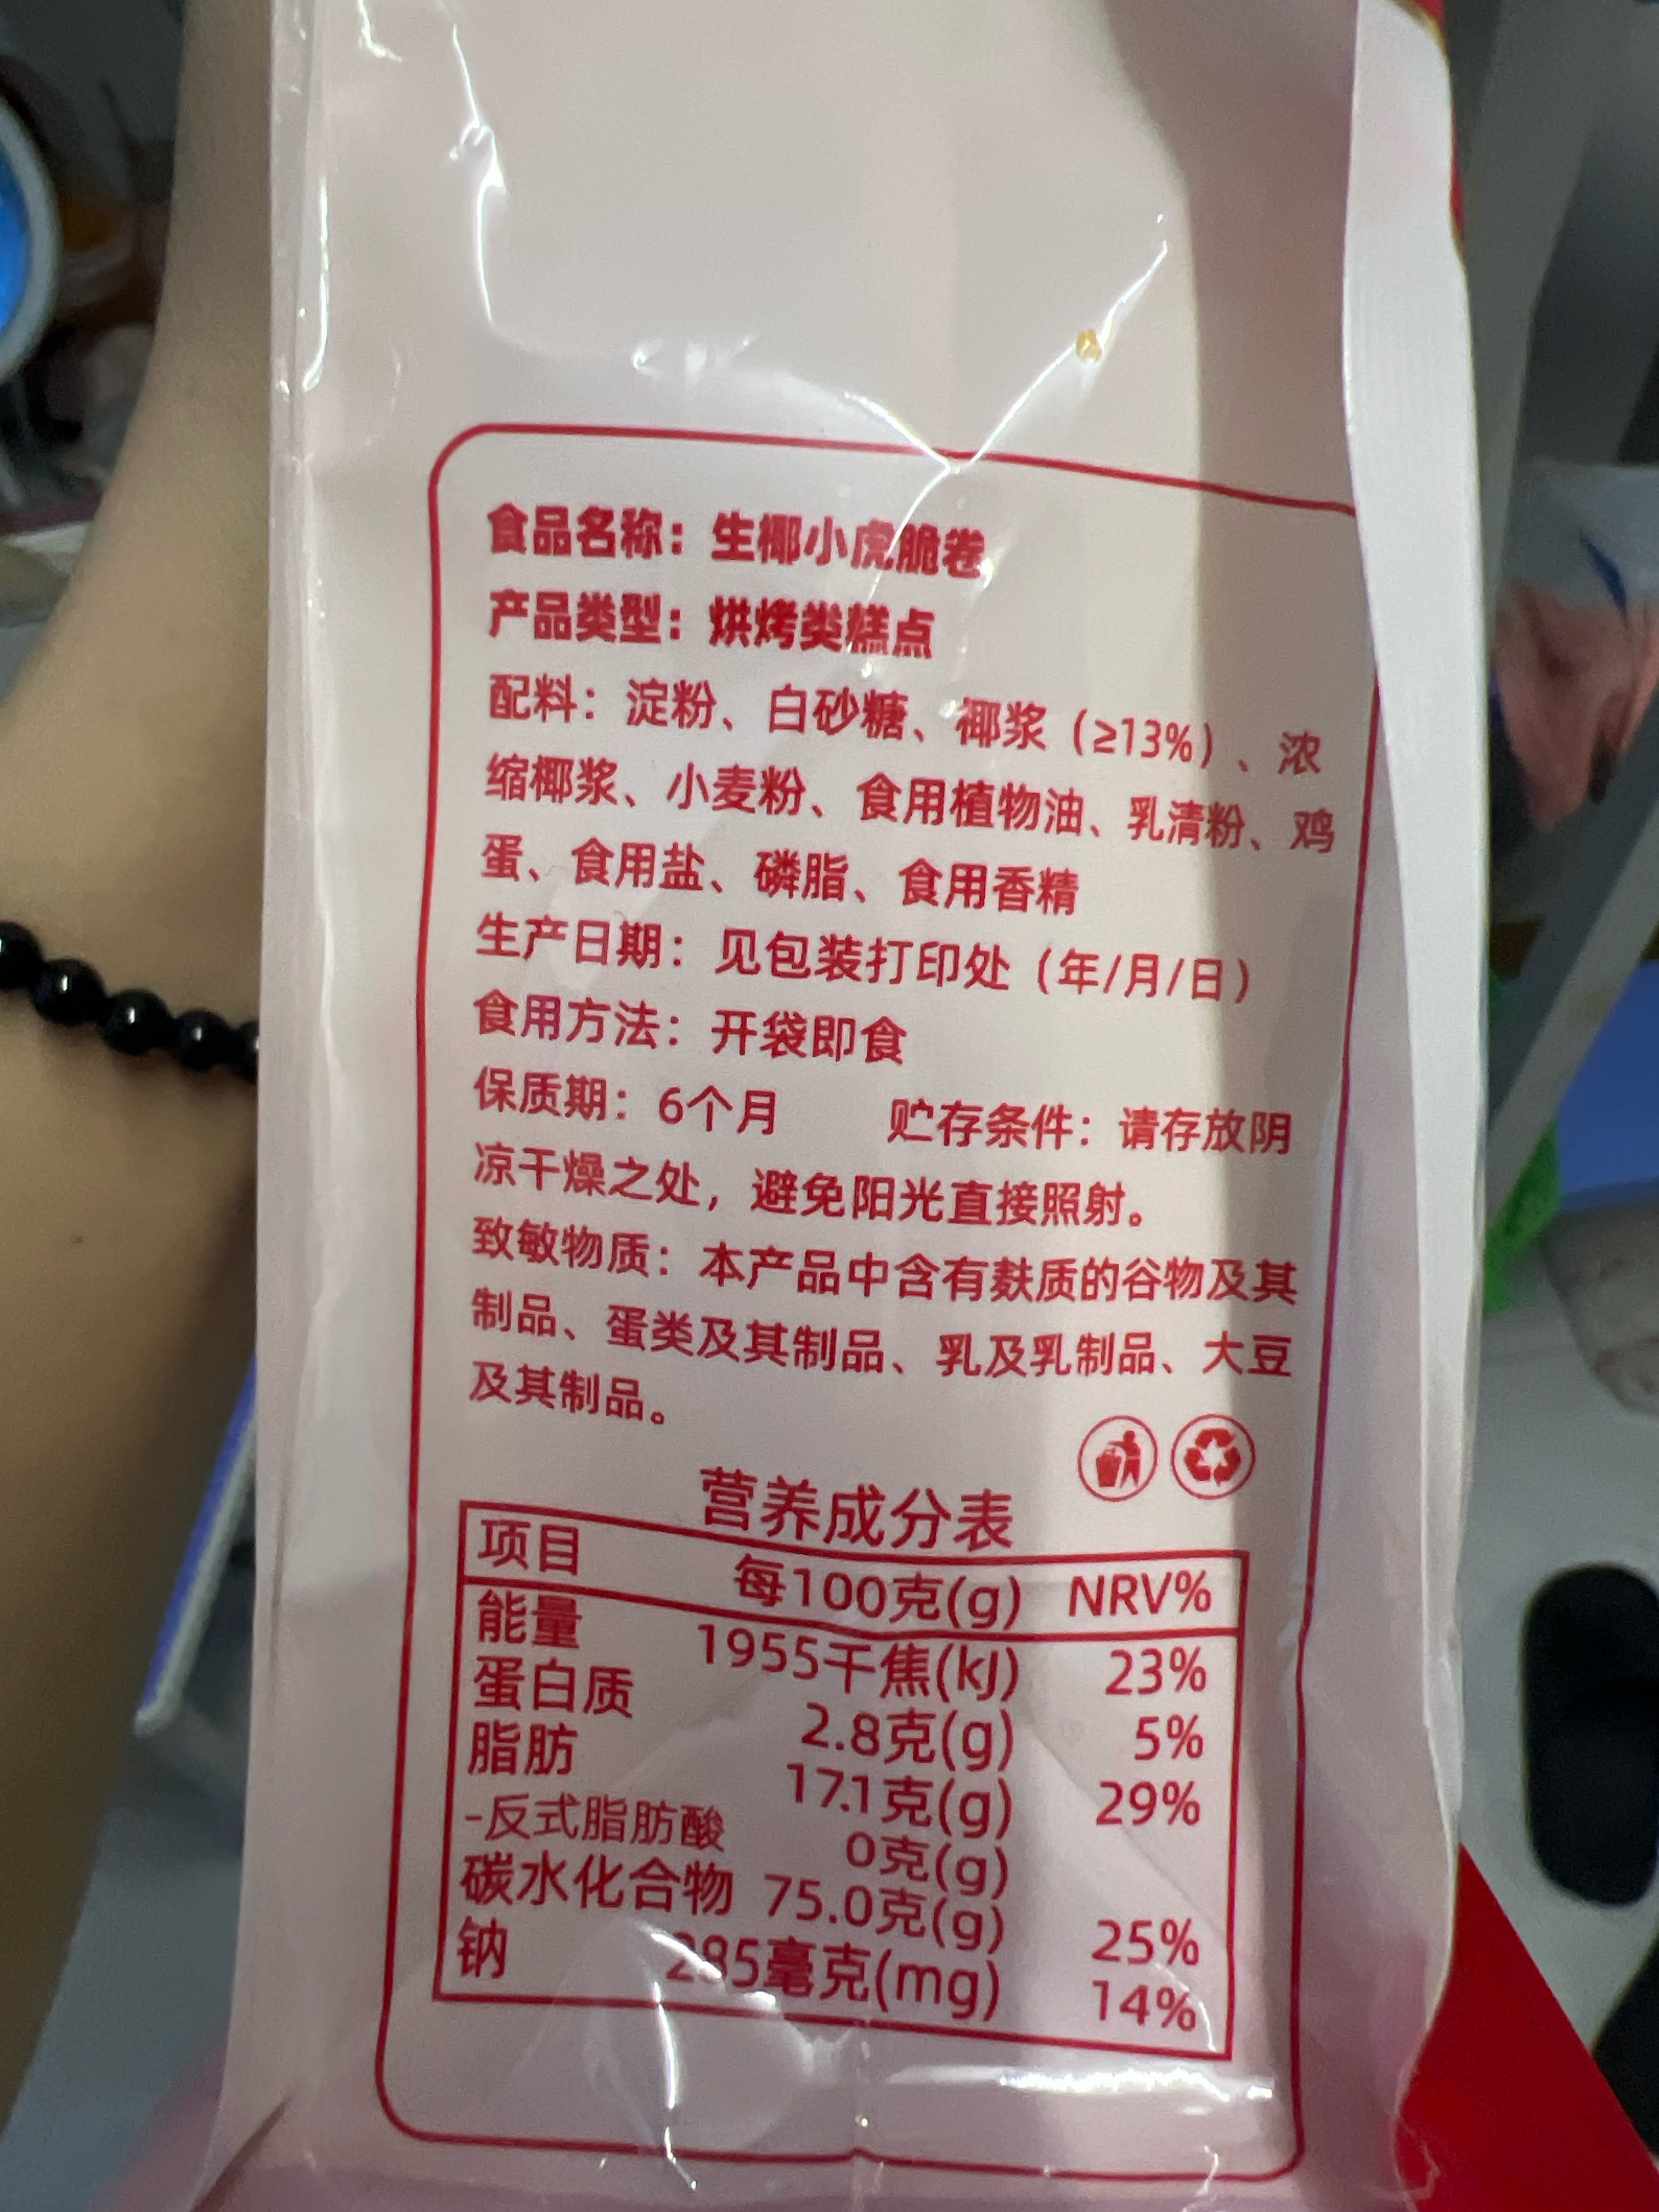 食品名称：生椰小虎脆卷
产品类型：烘烤类糕点
配料：淀粉、白砂糖、椰浆（≥13%）、浓
缩椰浆、小麦粉、食用植物油、乳清粉、鸡
蛋、食用盐、磷脂、食用香精
生产日期：见包装打印处（年/月/日）
食用方法：开袋即食
保质期：6个月 贮存条件：请存放阴
凉干燥之处，避免阳光直接照射。
致敏物质：本产品中含有麸质的谷物及其
制品、蛋类及其制品、乳及乳制品、大豆
及其制品。
营养成分表
项目 每100克(g) NRV%
能量 1955千焦(kJ) 23%
蛋白质 2.8克(g) 5%
脂肪 17.1克(g) 29%
-反式脂肪酸 0克(g)
碳水化合物 75.0克(g) 25%
钠 285毫克(mg) 14%